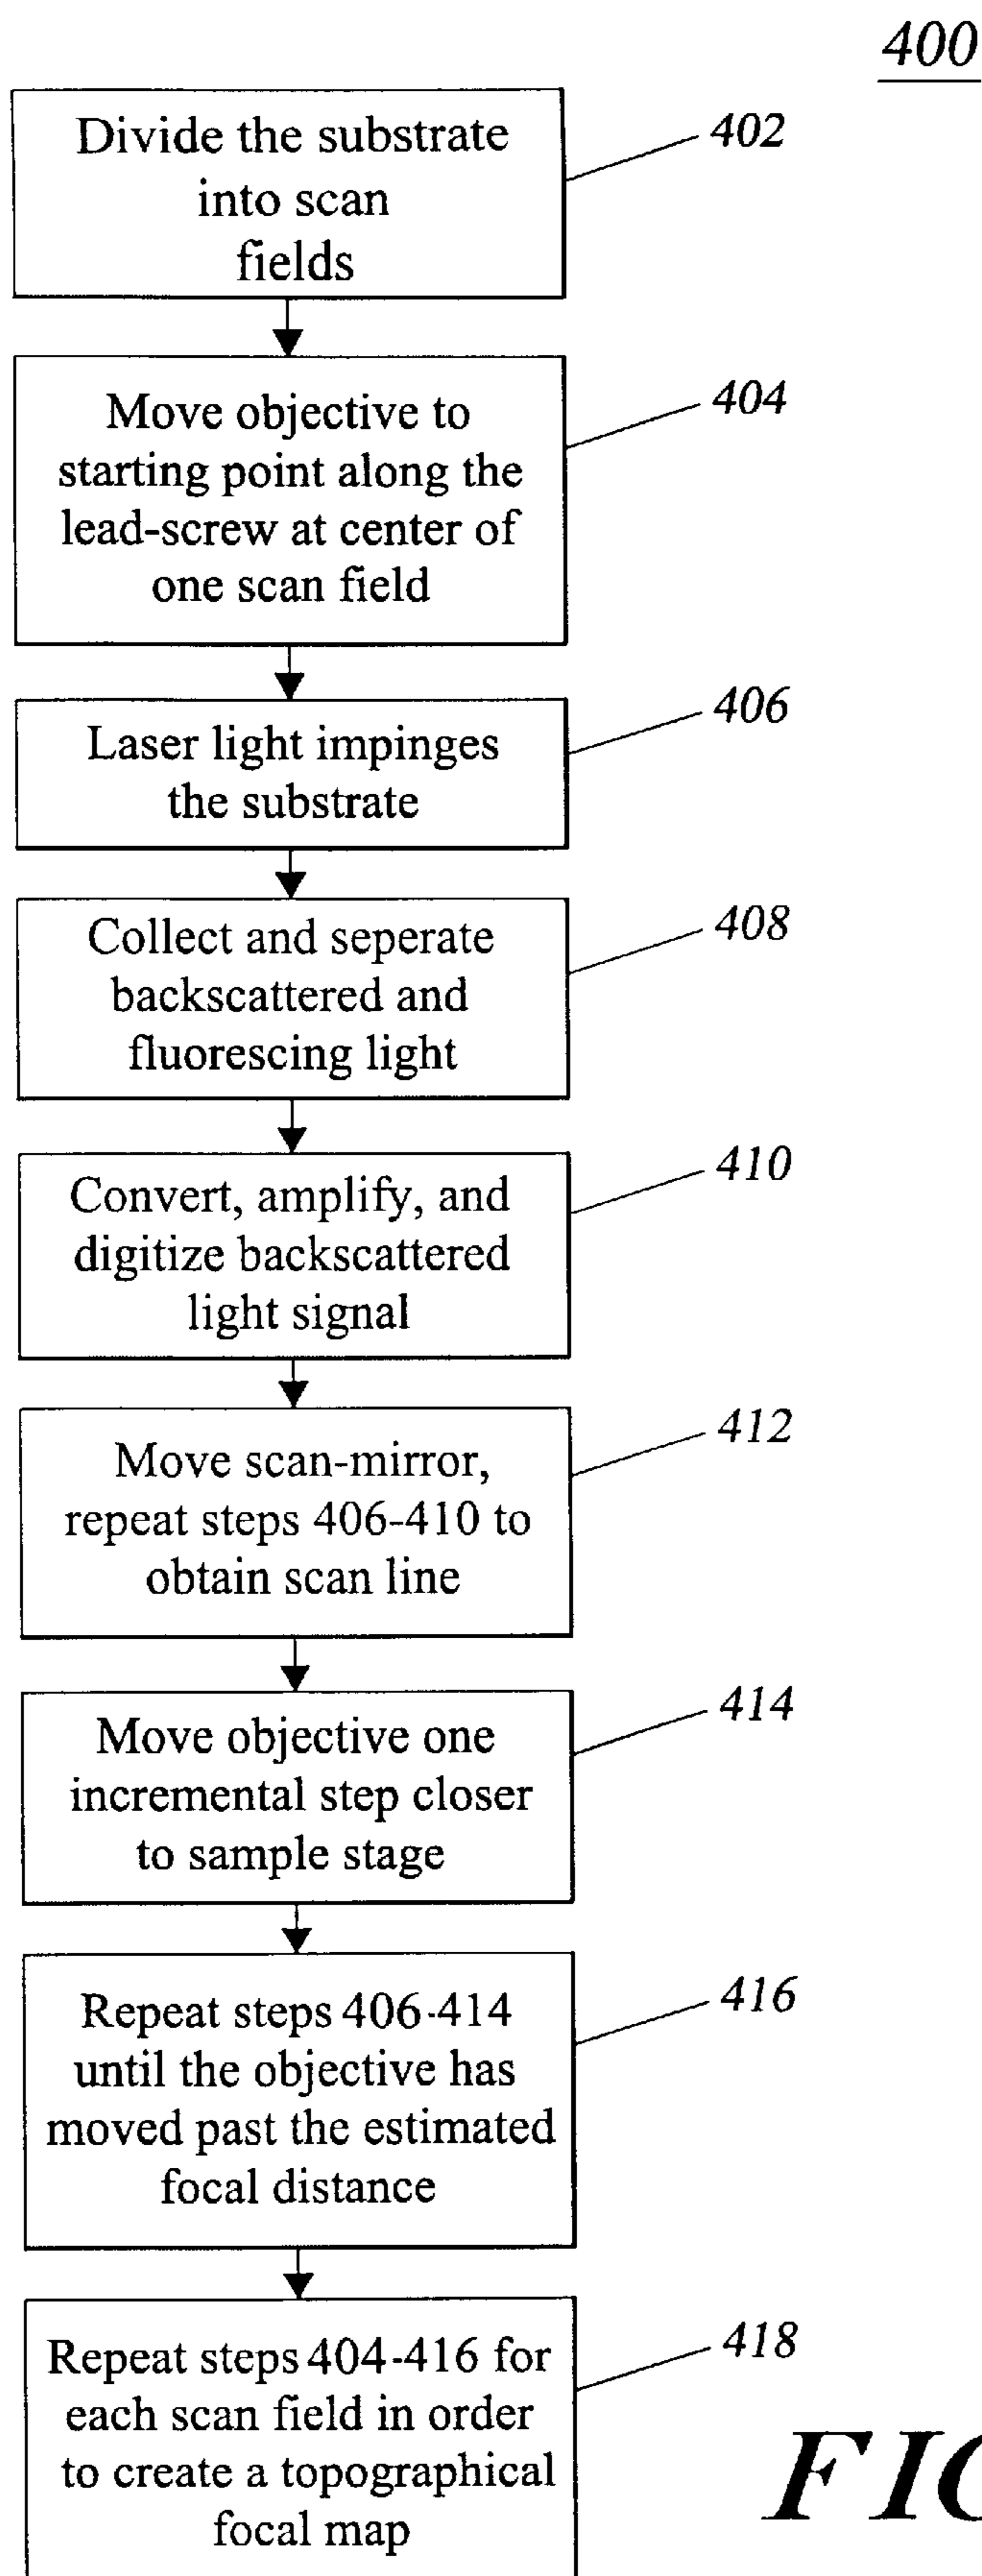 400
Divide the substrate
into scan
fields
402
Move objective to
starting point along the
lead-screw at center of
one scan field
404
Laser light impinges
the substrate
406
Collect and seperate
backscattered and
fluorescing light
408
Convert, amplify, and
digitize backscattered
light signal
410
Move scan-mirror,
repeat steps 406-410 to
obtain scan line
412
Move objective one
incremental step closer
to sample stage
414
Repeat steps 406-414
until the objective has
moved past the estimated
focal distance
416
Repeat steps 404-416 for
each scan field in order
to create a topographical
focal map
418